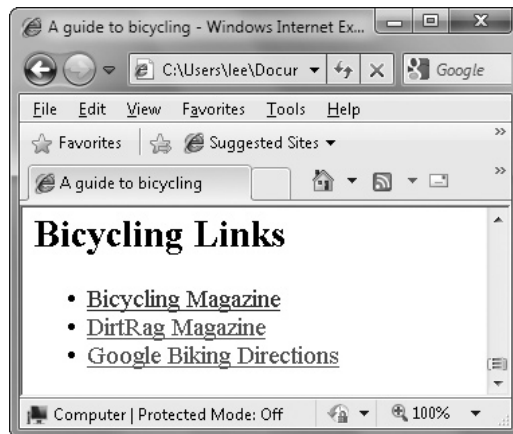 A guide to bicycling - Windows Internet Ex...
C:\Users\lee\Docur
Google
File Edit View Favorites Tools Help
Favorites Suggested Sites
A guide to bicycling
Bicycling Links
• Bicycling Magazine
• DirtRag Magazine
• Google Biking Directions
Computer | Protected Mode: Off 100%